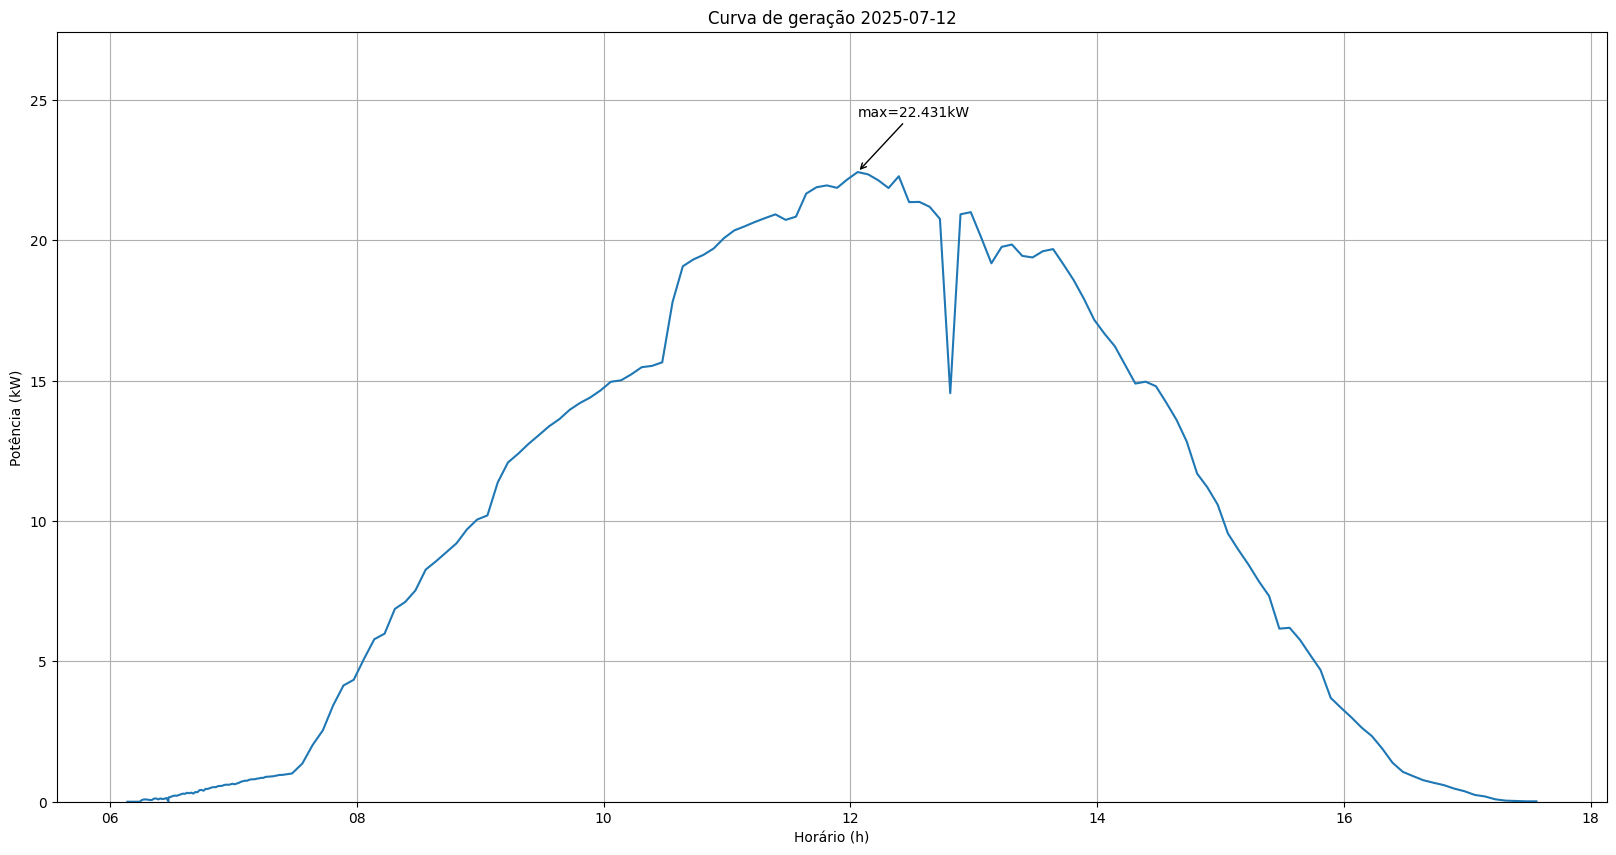 Curva de geração 2025-07-12
25
max=22.431kW
20
15
Potência (kW)
10
5
0
06 08 10 12 14 16 18
Horário (h)